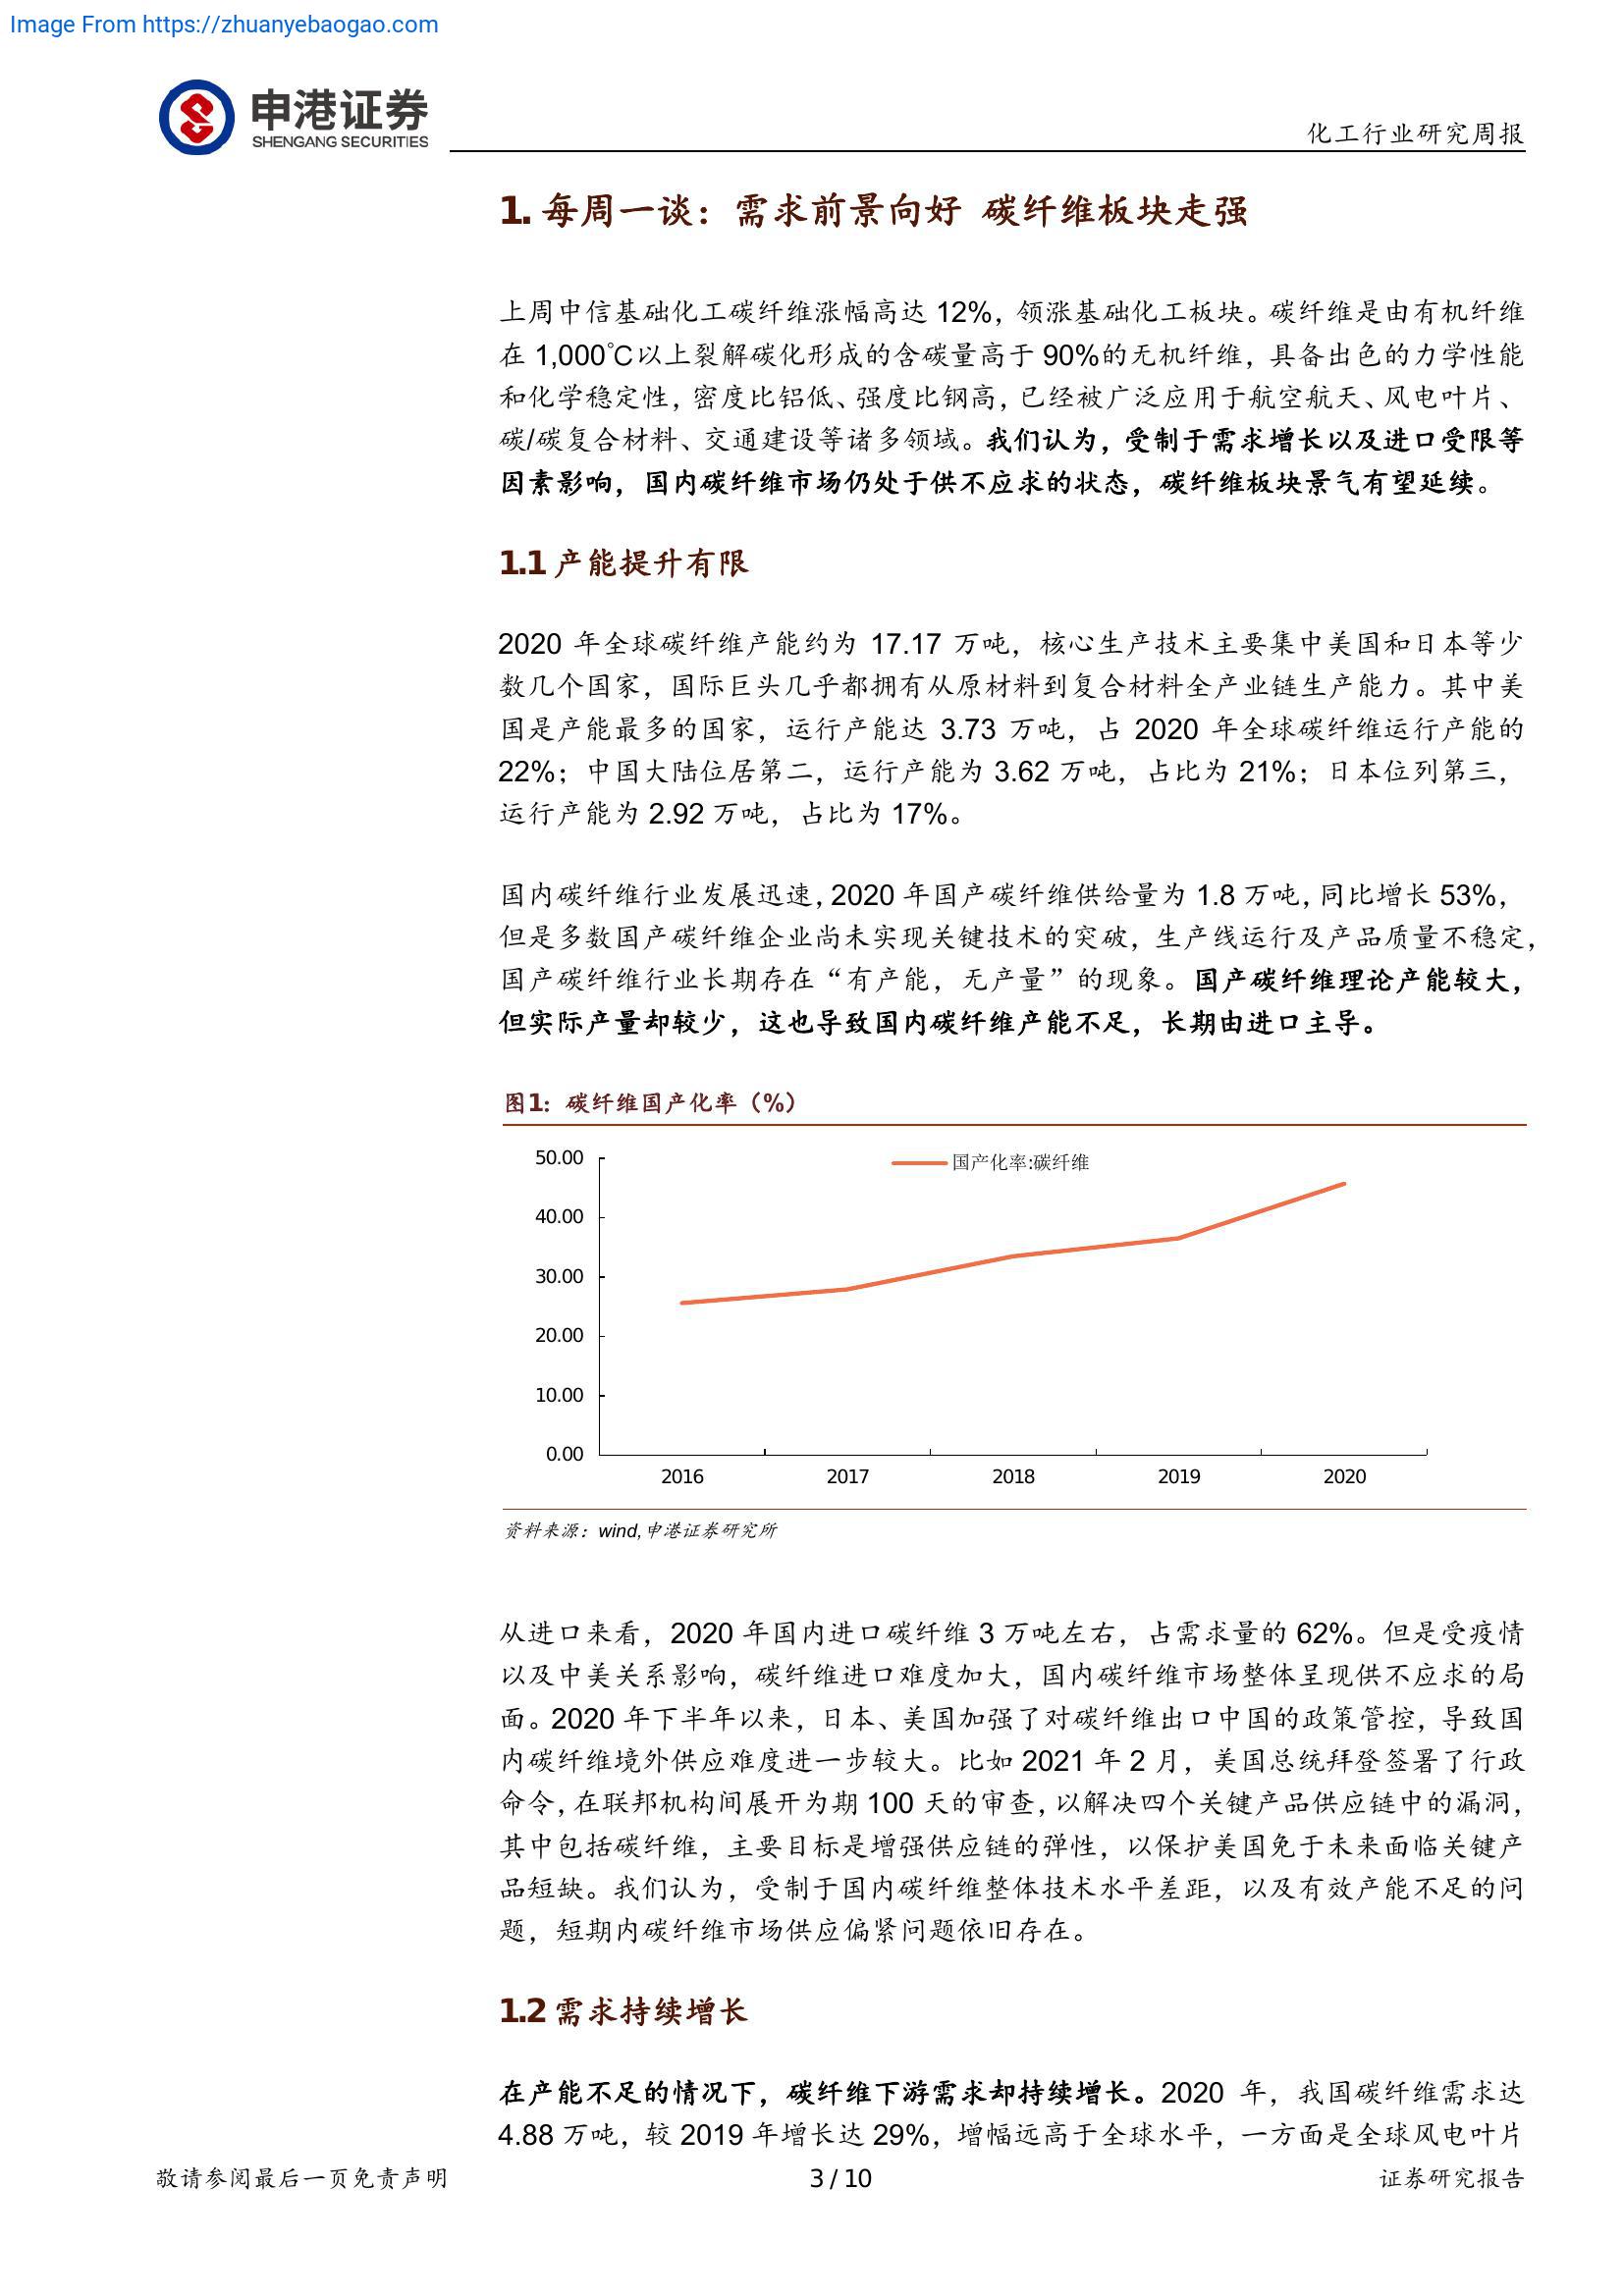 Image From https://zhuanyebaogao.com
申港证券
SHENGANG SECURITIES
化工行业研究周报
1. 每周一谈：需求前景向好 碳纤维板块走强
上周中信基础化工碳纤维涨幅高达 12%，领涨基础化工板块。碳纤维是由有机纤维
在 1,000℃以上裂解碳化形成的含碳量高于 90%的无机纤维，具备出色的力学性能
和化学稳定性，密度比铝低、强度比钢高，已经被广泛应用于航空航天、风电叶片、
碳/碳复合材料、交通建设等诸多领域。我们认为，受制于需求增长以及进口受限等
因素影响，国内碳纤维市场仍处于供不应求的状态，碳纤维板块景气有望延续。
1.1 产能提升有限
2020 年全球碳纤维产能约为 17.17 万吨，核心生产技术主要集中美国和日本等少
数几个国家，国际巨头几乎都拥有从原材料到复合材料全产业链生产能力。其中美
国是产能最多的国家，运行产能达 3.73 万吨，占 2020 年全球碳纤维运行产能的
22%；中国大陆位居第二，运行产能为 3.62 万吨，占比为 21%；日本位列第三，
运行产能为 2.92 万吨，占比为 17%。
国内碳纤维行业发展迅速，2020 年国产碳纤维供给量为 1.8 万吨，同比增长 53%，
但是多数国产碳纤维企业尚未实现关键技术的突破，生产线运行及产品质量不稳定，
国产碳纤维行业长期存在“有产能，无产量”的现象。国产碳纤维理论产能较大，
但实际产量却较少，这也导致国内碳纤维产能不足，长期由进口主导。
图1：碳纤维国产化率（%）
国产化率:碳纤维
50.00
40.00
30.00
20.00
10.00
0.00
2016 2017 2018 2019 2020
资料来源：wind,申港证券研究所
从进口来看，2020 年国内进口碳纤维 3 万吨左右，占需求量的 62%。但是受疫情
以及中美关系影响，碳纤维进口难度加大，国内碳纤维市场整体呈现供不应求的局
面。2020 年下半年以来，日本、美国加强了对碳纤维出口中国的政策管控，导致国
内碳纤维境外供应难度进一步较大。比如 2021 年 2 月，美国总统拜登签署了行政
命令，在联邦机构间展开为期 100 天的审查，以解决四个关键产品供应链中的漏洞，
其中包括碳纤维，主要目标是增强供应链的弹性，以保护美国免于未来面临关键产
品短缺。我们认为，受制于国内碳纤维整体技术水平差距，以及有效产能不足的问
题，短期内碳纤维市场供应偏紧问题依旧存在。
1.2 需求持续增长
在产能不足的情况下，碳纤维下游需求却持续增长。2020 年，我国碳纤维需求达
4.88 万吨，较 2019 年增长达 29%，增幅远高于全球水平，一方面是全球风电叶片
敬请参阅最后一页免责声明
3 / 10
证券研究报告